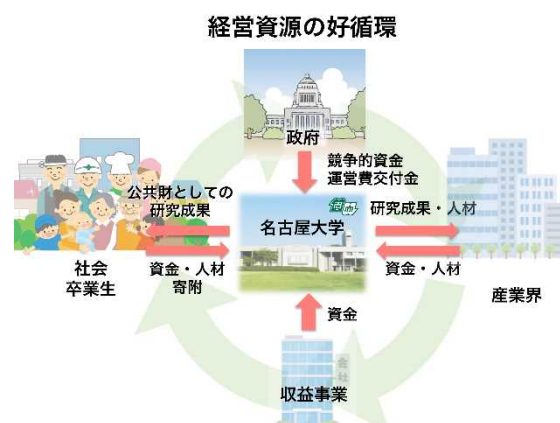 経営資源の好循環
政府
競争的資金
運営費交付金
公共財としての
研究成果
名古屋大学
研究成果・人材
社会
卒業生
資金・人材
寄附
資金・人材
産業界
資金
会社
収益事業